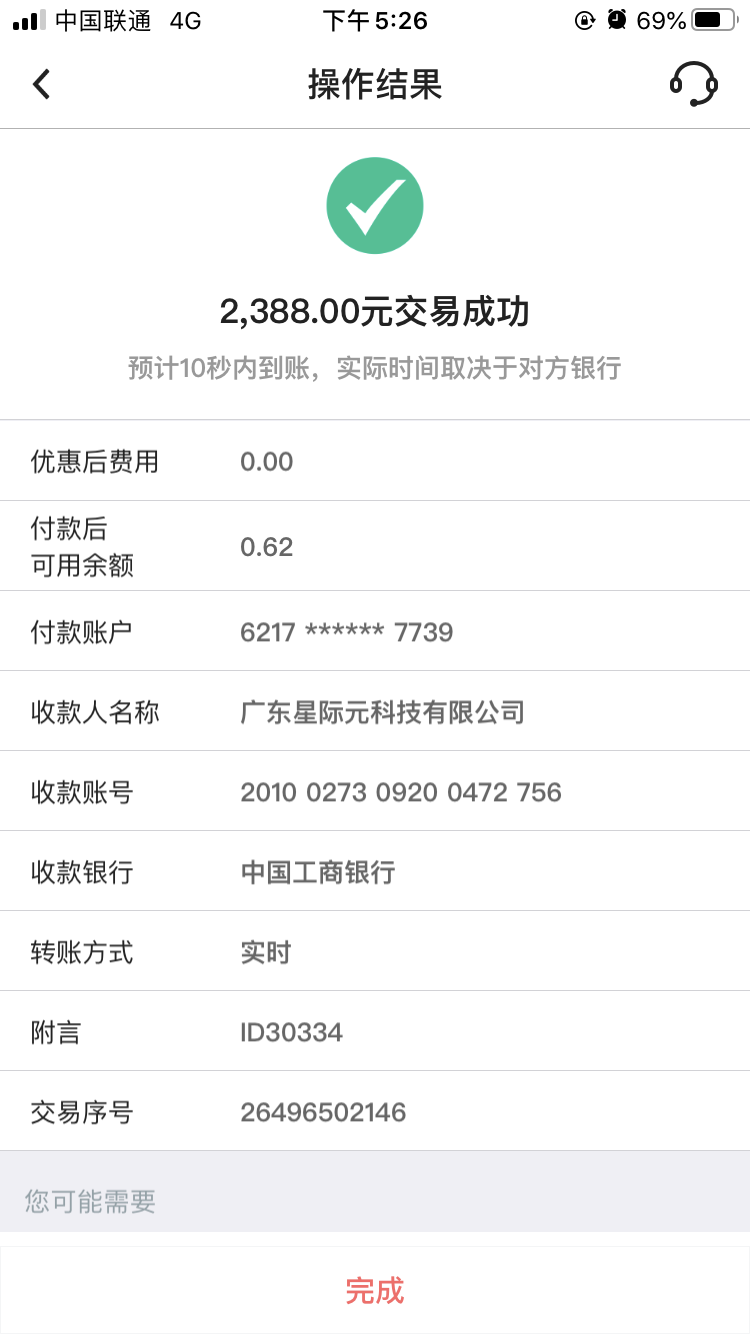 中国联通 4G 下午5:26 69%
操作结果
2,388.00元交易成功
预计10秒内到账，实际时间取决于对方银行
优惠后费用 0.00
付款后
可用余额 0.62
付款账户 6217 ****** 7739
收款人名称 广东星际元科技有限公司
收款账号 2010 0273 0920 0472 756
收款银行 中国工商银行
转账方式 实时
附言 ID30334
交易序号 26496502146
您可能需要
完成